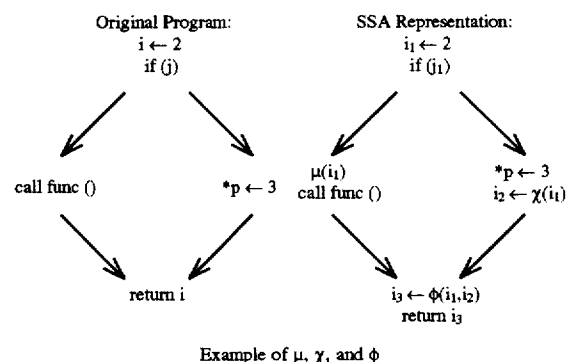 Original Program:
i ← 2
if (j)
call func ()
*p ← 3
return i
SSA Representation:
i₁ ← 2
if (j₁)
μ(i₁)
call func ()
*p ← 3
i₂ ← χ(i₁)
i₃ ← φ(i₁,i₂)
return i₃
Example of μ, χ, and φ